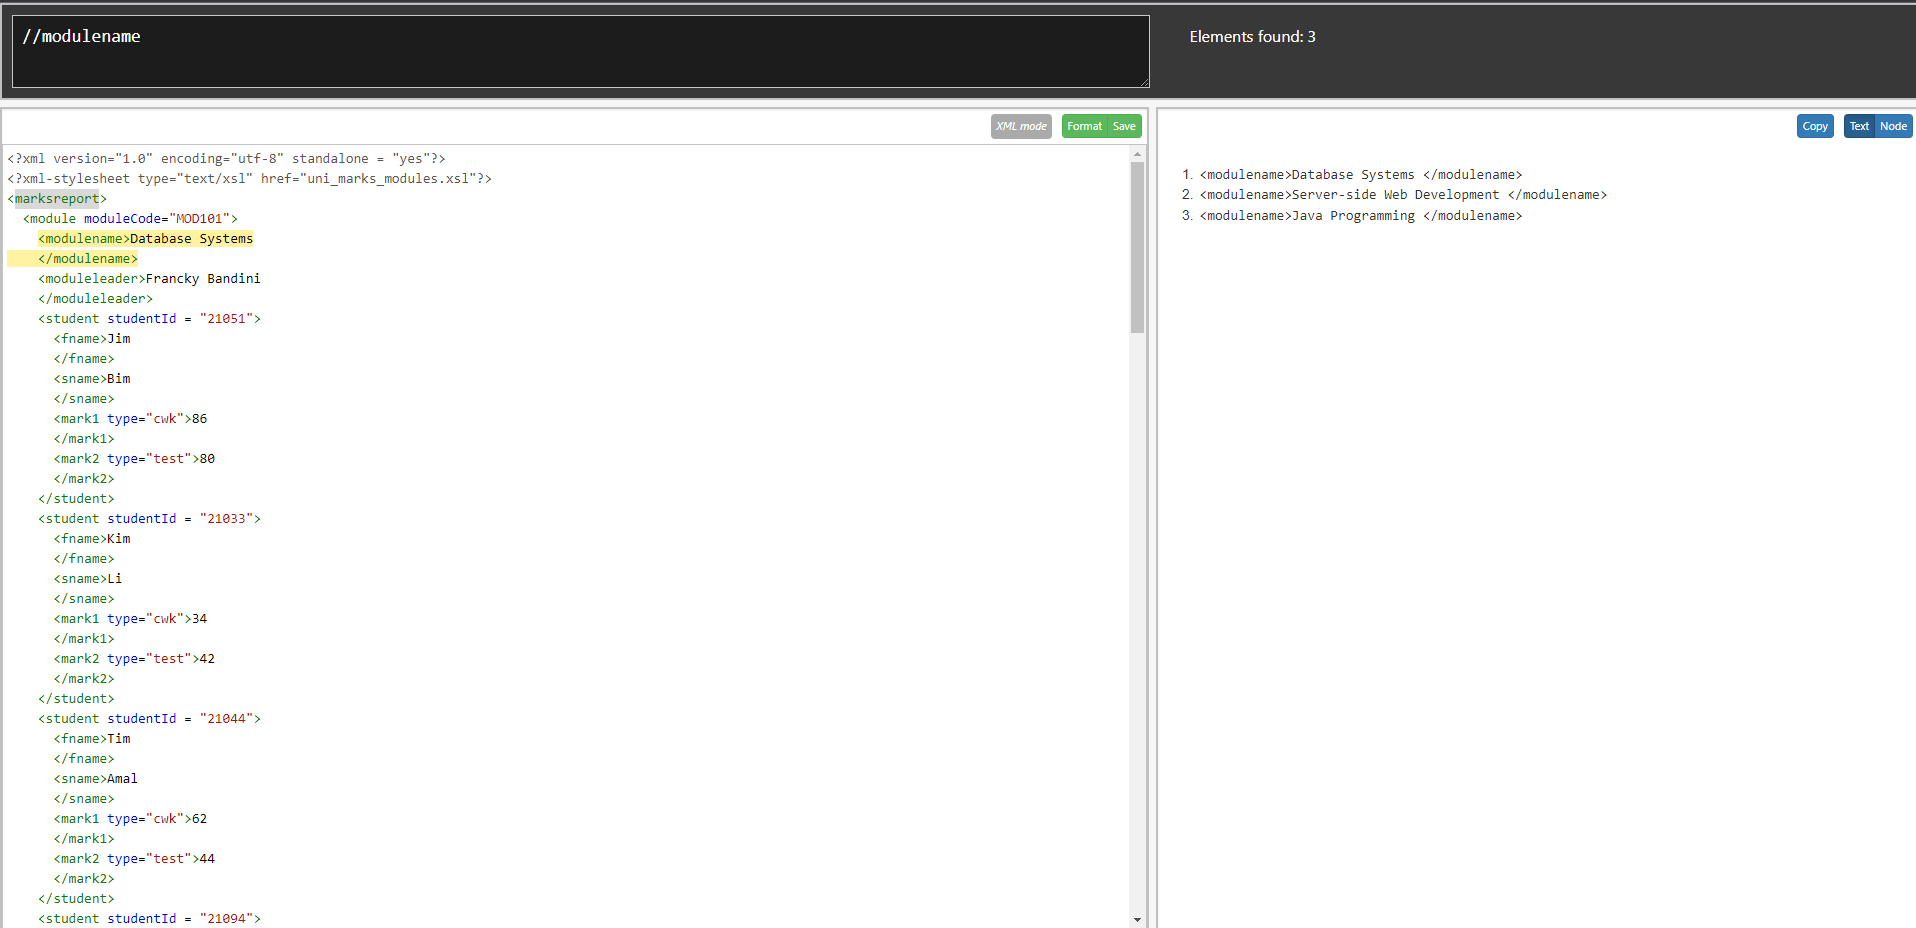 //modulename
Elements found: 3
XML mode Format Save
Copy Text Node
<?xml version="1.0" encoding="utf-8" standalone = "yes"?>
<?xml-stylesheet type="text/xsl" href="uni_marks_modules.xsl"?>
<marksreport>
<module moduleCode="MOD101">
<modulename>Database Systems
</modulename>
<moduleleader>Francky Bandini
</moduleleader>
<student studentId = "21051">
<fname>Jim
</fname>
<sname>Bim
</sname>
<mark1 type="cwk">86
</mark1>
<mark2 type="test">80
</mark2>
</student>
<student studentId = "21033">
<fname>Kim
</fname>
<sname>Li
</sname>
<mark1 type="cwk">34
</mark1>
<mark2 type="test">42
</mark2>
</student>
<student studentId = "21044">
<fname>Tim
</fname>
<sname>Amal
</sname>
<mark1 type="cwk">62
</mark1>
<mark2 type="test">44
</mark2>
</student>
<student studentId = "21094">
1. <modulename>Database Systems </modulename>
2. <modulename>Server-side Web Development </modulename>
3. <modulename>Java Programming </modulename>